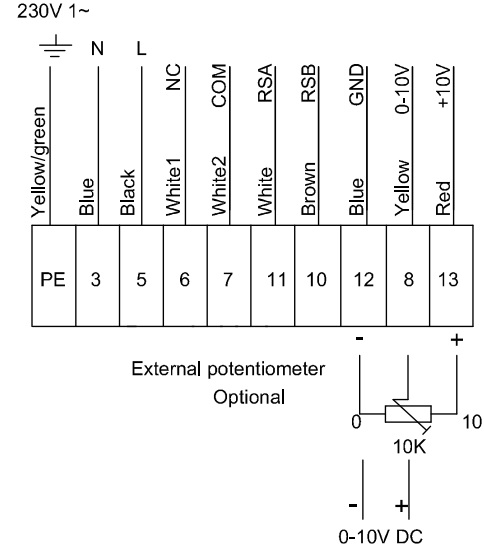 230V 1~
N L
NC COM RSA RSB GND 0-10V +10V
Yellow/green Blue Black White1 White2 White Brown Blue Yellow Red
PE 3 5 6 7 11 10 12 8 13
- +
External potentiometer
Optional
0 10
10K
- +
0-10V DC